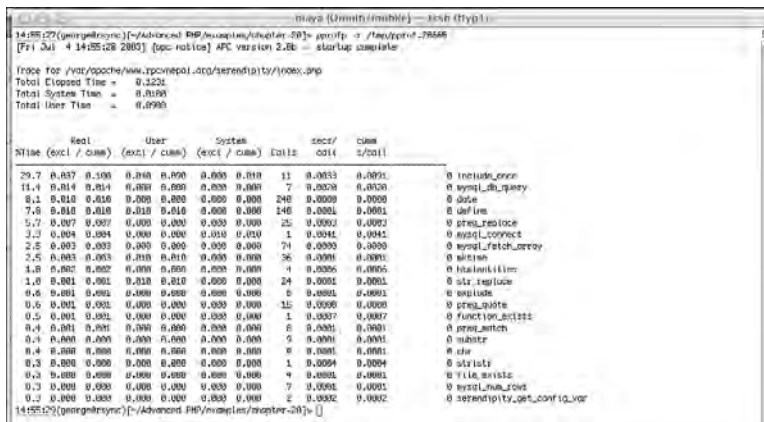 14:55:27(george@rsync)[~/Advanced PHP/examples/chapter-20]> pprofp -r /tmp/pprof.28605
[Fri Jul 4 14:55:28 2003] [apc notice] APC version 2.0b — startup complete
Trace for /var/apache/www.rpcvnepal.org/serendipity/index.php
Total Elapsed Time = 0.1231
Total System Time = 0.0100
Total User Time = 0.0900
Real User System secs/ cumm
%Time (excl / cumm) (excl / cumm) (excl / cumm) Calls call s/call
29.7 0.037 0.100 0.010 0.090 0.000 0.010 11 0.0033 0.0091 0 include_once
11.4 0.014 0.014 0.000 0.000 0.000 0.000 7 0.0020 0.0020 0 mysql_db_query
8.1 0.010 0.010 0.000 0.000 0.000 0.000 240 0.0000 0.0000 0 date
7.8 0.010 0.010 0.010 0.010 0.000 0.000 140 0.0001 0.0001 0 define
5.7 0.007 0.007 0.000 0.000 0.000 0.000 25 0.0003 0.0003 0 preg_replace
3.3 0.004 0.004 0.000 0.000 0.010 0.010 1 0.0041 0.0041 0 mysql_connect
2.5 0.003 0.003 0.000 0.000 0.000 0.000 74 0.0000 0.0000 0 mysql_fetch_array
2.5 0.003 0.003 0.010 0.010 0.000 0.000 36 0.0001 0.0001 0 mktime
1.8 0.002 0.002 0.000 0.000 0.000 0.000 4 0.0006 0.0006 0 htmlentities
1.0 0.001 0.001 0.010 0.010 0.000 0.000 24 0.0001 0.0001 0 str_replace
0.6 0.001 0.001 0.000 0.000 0.000 0.000 0.0001 0.0001 0 explode
0.6 0.001 0.001 0.000 0.000 0.000 0.000 15 0.0000 0.0000 0 preg_quote
0.5 0.001 0.001 0.000 0.000 0.000 0.000 1 0.0007 0.0007 0 function_exists
0.4 0.001 0.001 0.000 0.000 0.000 0.000 8 0.0001 0.0001 0 preg_match
0.4 0.000 0.000 0.000 0.000 0.000 0.000 9 0.0001 0.0001 0 substr
0.4 0.000 0.000 0.000 0.000 0.000 0.000 0.0001 0.0001 0 chr
0.3 0.000 0.000 0.000 0.000 0.000 0.000 1 0.0004 0.0004 0 stristr
0.3 0.000 0.000 0.000 0.000 0.000 0.000 4 0.0001 0.0001 0 file_exists
0.3 0.000 0.000 0.000 0.000 0.000 0.000 7 0.0001 0.0001 0 mysql_num_rows
0.3 0.000 0.000 0.000 0.000 0.000 0.000 2 0.0002 0.0002 0 serendipity_get_config_var
14:55:29(george@rsync)[~/Advanced PHP/examples/chapter-20]>